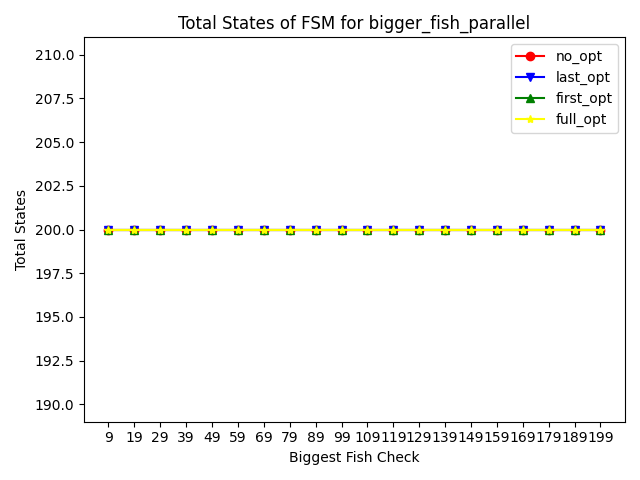 Total States of FSM for bigger_fish_parallel
no_opt
last_opt
first_opt
full_opt
Total States
210.0
207.5
205.0
202.5
200.0
197.5
195.0
192.5
190.0
9 19 29 39 49 59 69 79 89 99 109 119 129 139 149 159 169 179 189 199
Biggest Fish Check